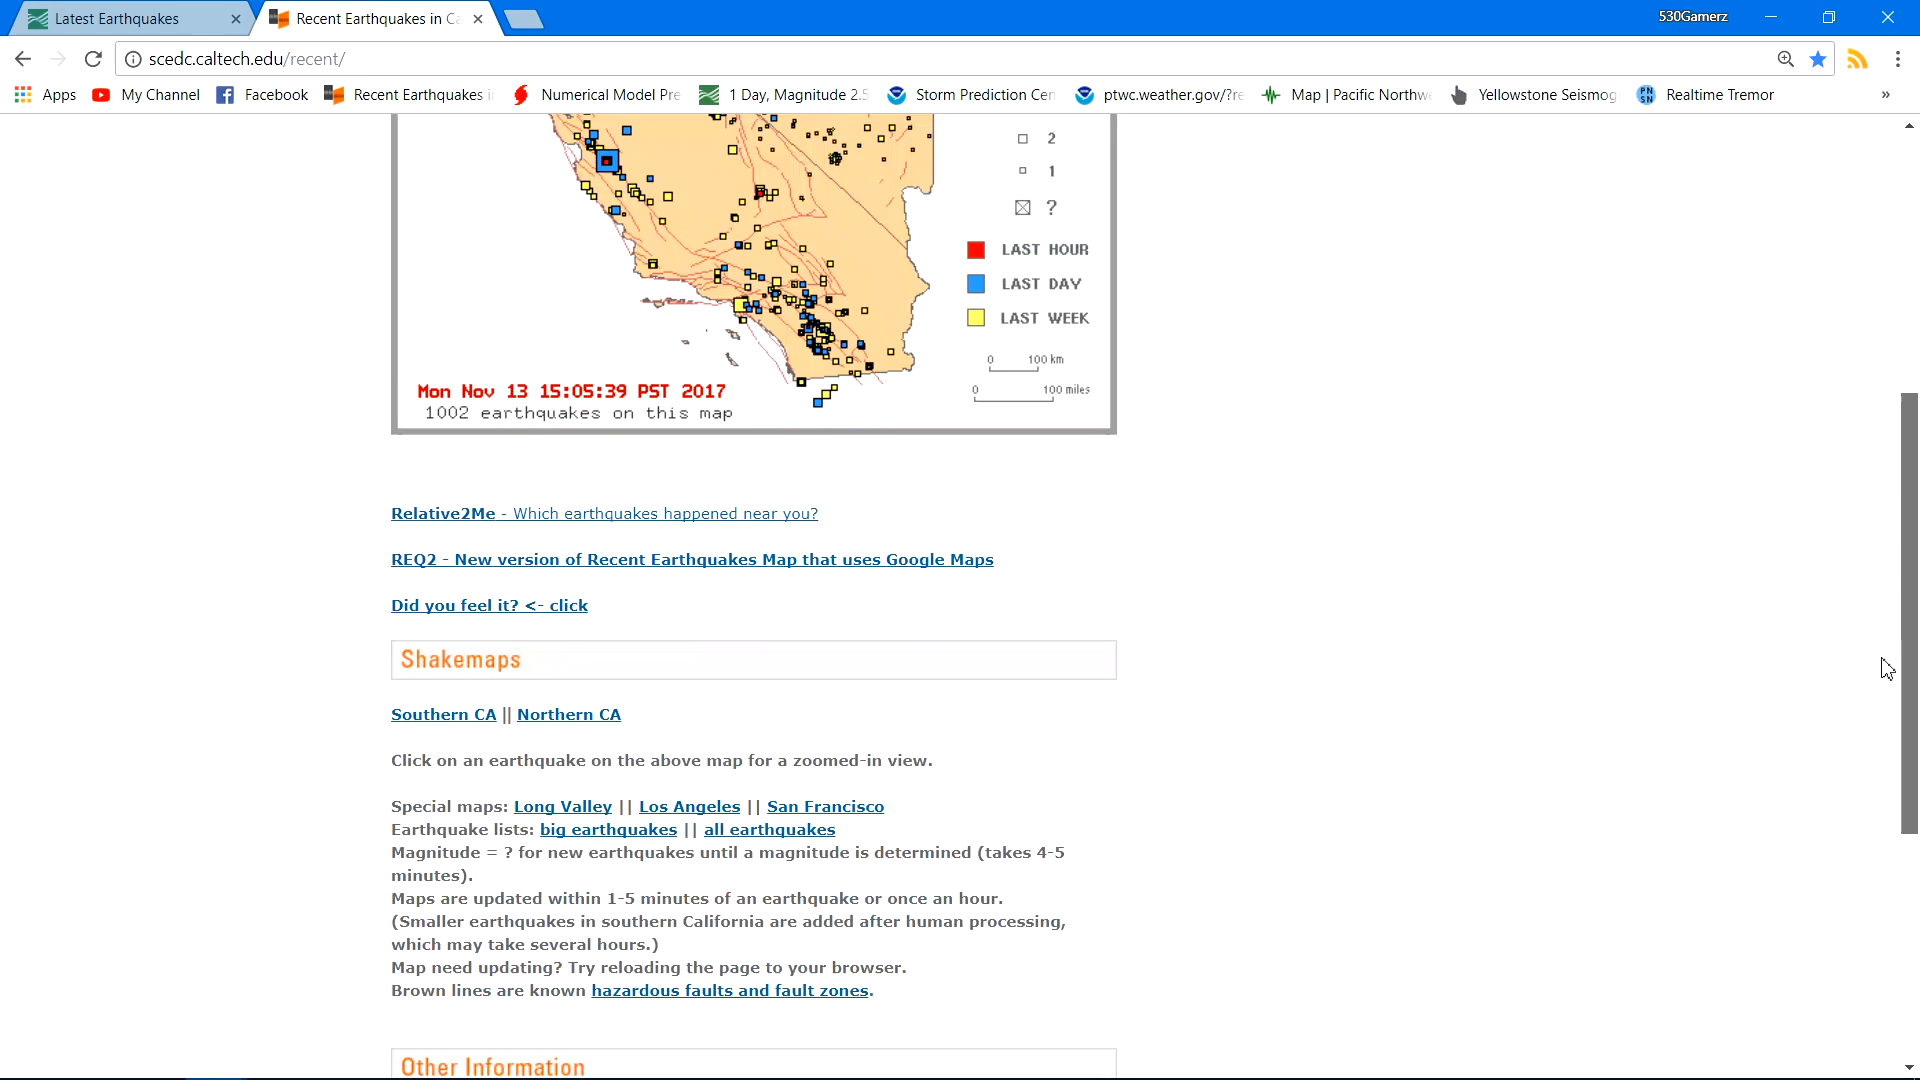 Latest Earthquakes
Recent Earthquakes in Ca
530Gamerz
scedc.caltech.edu/recent/
Apps
My Channel
Facebook
Recent Earthquakes i
Numerical Model Pre
1 Day, Magnitude 2.5
Storm Prediction Cen
ptwc.weather.gov/?re
Map | Pacific Northwe
Yellowstone Seismog
PN SN
Realtime Tremor
»
2
1
?
LAST HOUR
LAST DAY
LAST WEEK
0 100 km
0 100 miles
Mon Nov 13 15:05:39 PST 2017
1002 earthquakes on this map
Relative2Me - Which earthquakes happened near you?
REQ2 - New version of Recent Earthquakes Map that uses Google Maps
Did you feel it? <- click
Shakemaps
Southern CA || Northern CA
Click on an earthquake on the above map for a zoomed-in view.
Special maps: Long Valley || Los Angeles || San Francisco
Earthquake lists: big earthquakes || all earthquakes
Magnitude = ? for new earthquakes until a magnitude is determined (takes 4-5
minutes).
Maps are updated within 1-5 minutes of an earthquake or once an hour.
(Smaller earthquakes in southern California are added after human processing,
which may take several hours.)
Map need updating? Try reloading the page to your browser.
Brown lines are known hazardous faults and fault zones.
Other Information